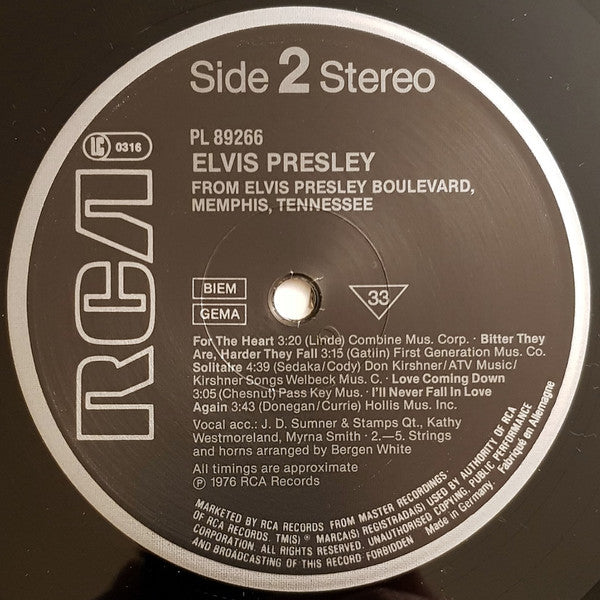 Side 2 Stereo
PL 89266
LC 0316
ELVIS PRESLEY
FROM ELVIS PRESLEY BOULEVARD,
MEMPHIS, TENNESSEE
RCA
BIEM
GEMA
33
For The Heart 3:20 (Linde) Combine Mus. Corp. · Bitter They
Are, Harder They Fall 3:15 (Gatlin) First Generation Mus. Co.
Solitaire 4:39 (Sedaka/Cody) Don Kirshner/ATV Music/
Kirshner Songs Welbeck Mus. C. · Love Coming Down
3:05 (Chesnut) Pass Key Mus. · I'll Never Fall In Love
Again 3:43 (Donegan/Currie) Hollis Mus. Inc.
Vocal acc.: J. D. Sumner & Stamps Qt., Kathy
Westmoreland, Myrna Smith · 2.—5. Strings
and horns arranged by Bergen White
All timings are approximate
℗ 1976 RCA Records
MARKETED BY RCA RECORDS FROM MASTER RECORDINGS
OF RCA RECORDS. TM(S) ® MARCA(S) REGISTRADA(S) USED BY AUTHORITY OF RCA
CORPORATION. ALL RIGHTS RESERVED. UNAUTHORISED COPYING, PUBLIC PERFORMANCE
AND BROADCASTING OF THIS RECORD FORBIDDEN
Made in Germany. Fabriqué en Allemagne